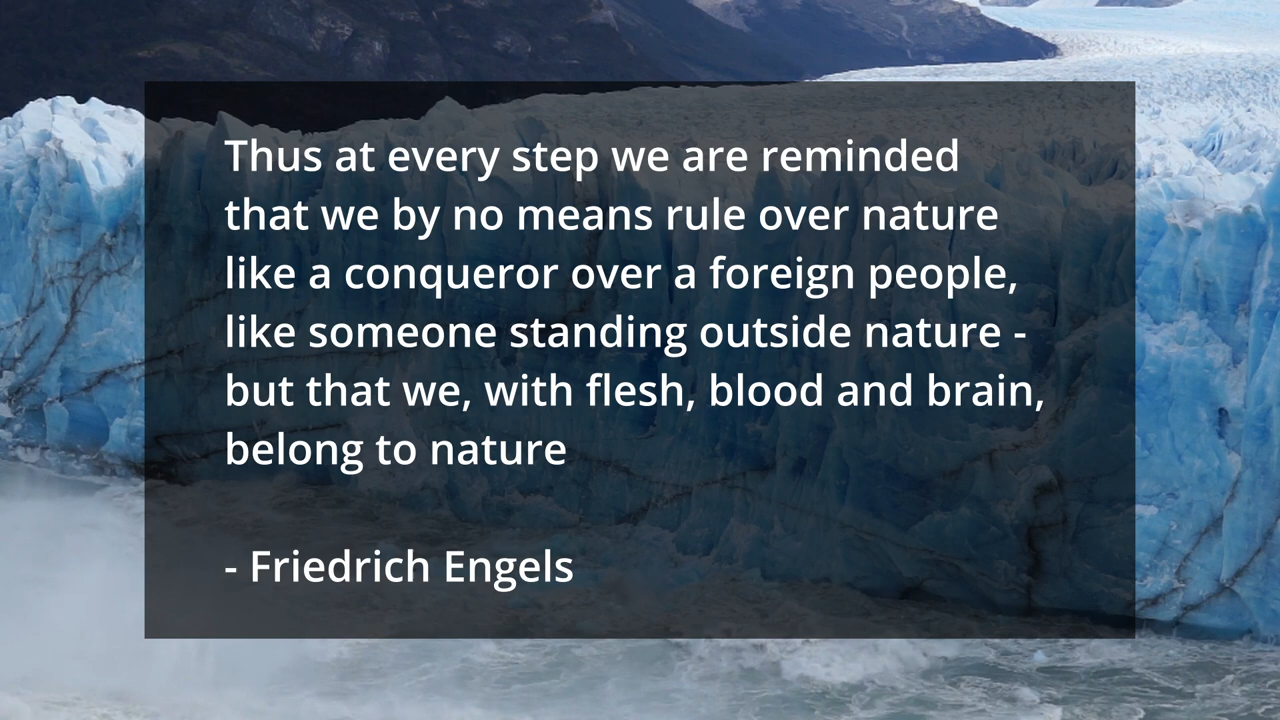 Thus at every step we are reminded
that we by no means rule over nature
like a conqueror over a foreign people,
like someone standing outside nature -
but that we, with flesh, blood and brain,
belong to nature
- Friedrich Engels